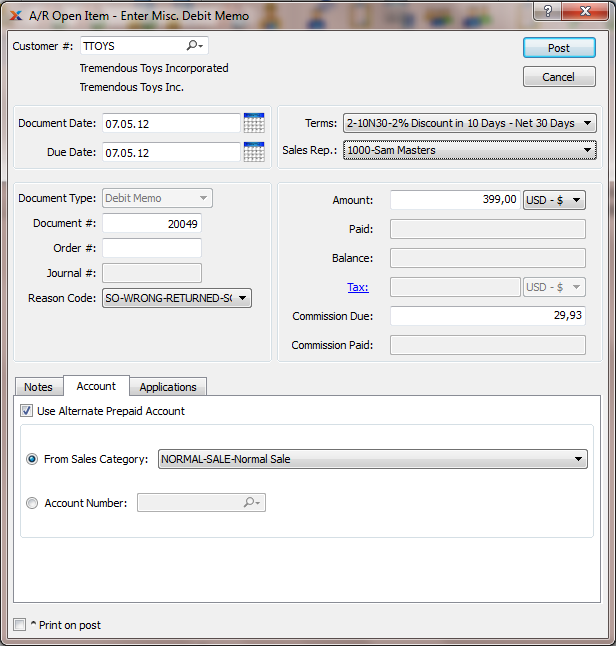 A/R Open Item - Enter Misc. Debit Memo
?
Customer #: TTOYS
Post
Tremendous Toys Incorporated
Tremendous Toys Inc.
Cancel
Document Date: 07.05.12
Due Date: 07.05.12
Terms: 2-10N30-2% Discount in 10 Days - Net 30 Days
Sales Rep.: 1000-Sam Masters
Document Type: Debit Memo
Document #: 20049
Order #:
Journal #:
Reason Code: SO-WRONG-RETURNED-S
Amount: 399,00 USD - $
Paid:
Balance:
Tax: USD - $
Commission Due: 29,93
Commission Paid:
Notes Account Applications
Use Alternate Prepaid Account
From Sales Category: NORMAL-SALE-Normal Sale
Account Number:
* Print on post